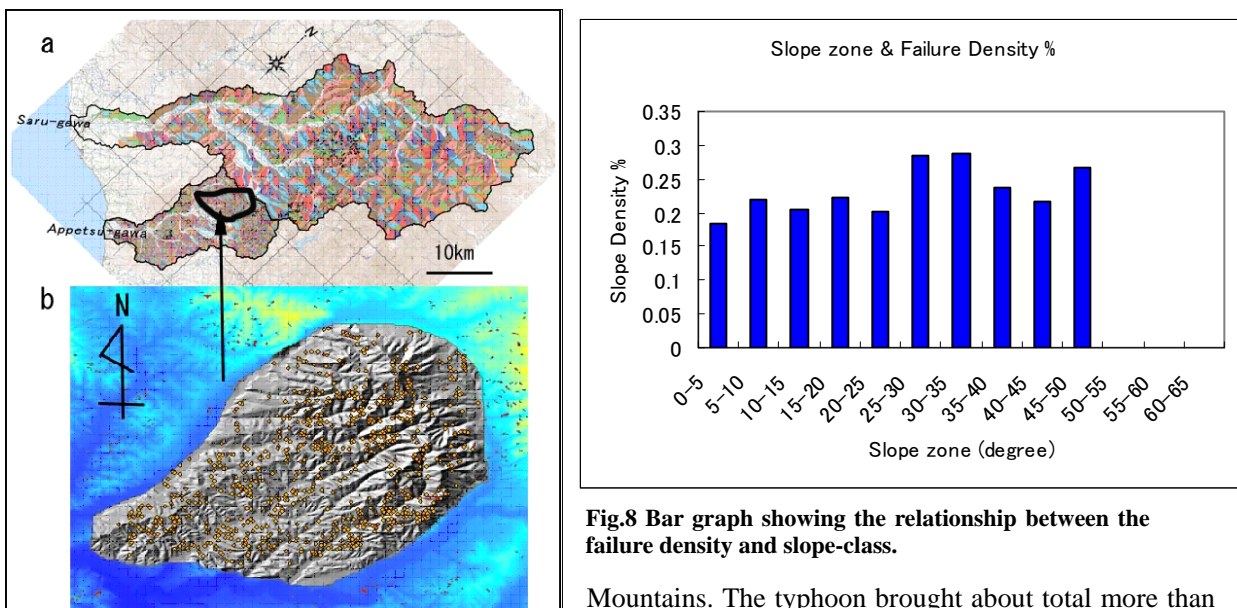 a
N
Saru-gawa
Appetsu-gawa
10km
b
N
Slope zone & Failure Density %
Slope Density %
0.35
0.3
0.25
0.2
0.15
0.1
0.05
0
0-5
5-10
10-15
15-20
20-25
25-30
30-35
35-40
40-45
45-50
50-55
55-60
60-65
Slope zone (degree)
Fig.8 Bar graph showing the relationship between the
failure density and slope-class.
Mountains. The typhoon brought about total more than